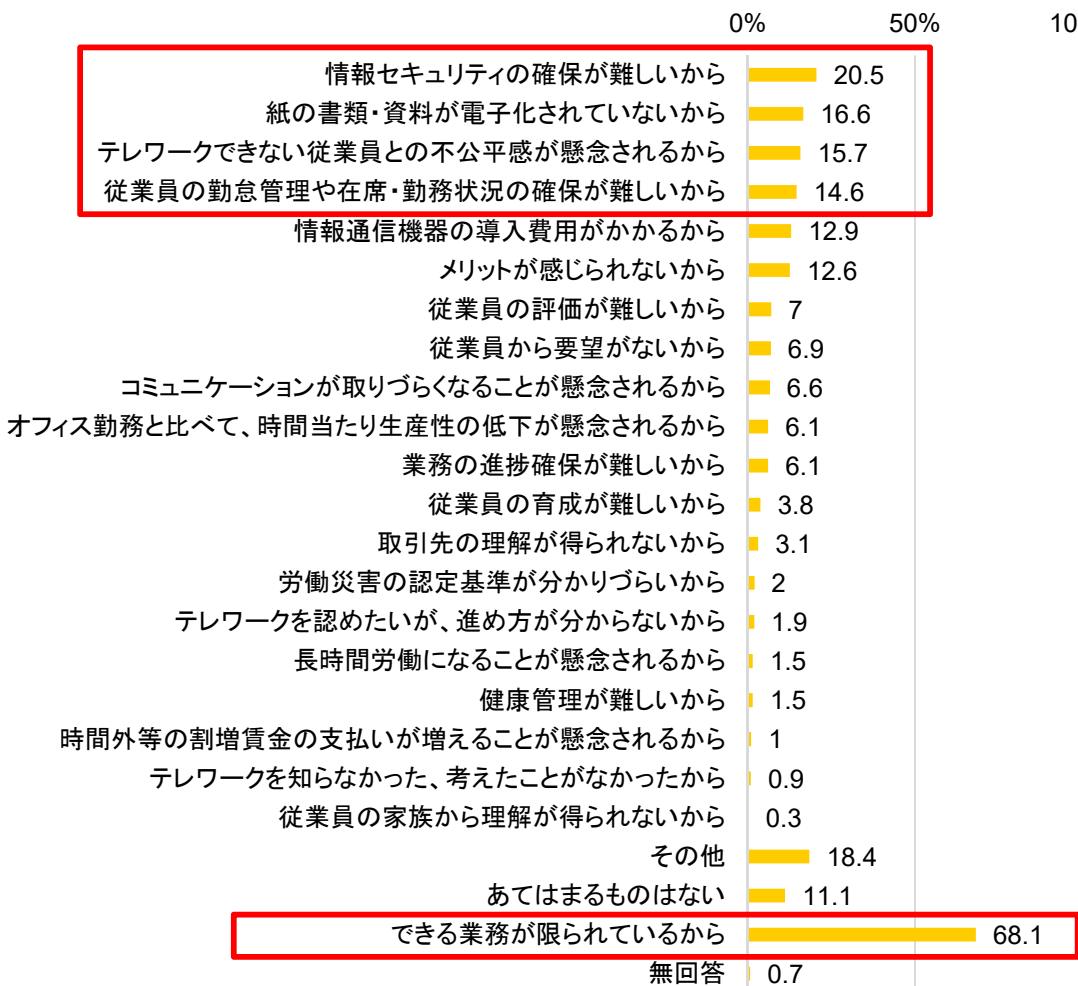 0% 50% 10
情報セキュリティの確保が難しいから 20.5
紙の書類・資料が電子化されていないから 16.6
テレワークできない従業員との不公平感が懸念されるから 15.7
従業員の勤怠管理や在席・勤務状況の確保が難しいから 14.6
情報通信機器の導入費用がかかるから 12.9
メリットが感じられないから 12.6
従業員の評価が難しいから 7
従業員から要望がないから 6.9
コミュニケーションが取りづらくなることが懸念されるから 6.6
オフィス勤務と比べて、時間当たり生産性の低下が懸念されるから 6.1
業務の進捗確保が難しいから 6.1
従業員の育成が難しいから 3.8
取引先の理解が得られないから 3.1
労働災害の認定基準が分かりづらいから 2
テレワークを認めたいが、進め方が分からないから 1.9
長時間労働になることが懸念されるから 1.5
健康管理が難しいから 1.5
時間外等の割増賃金の支払いが増えることが懸念されるから 1
テレワークを知らなかった、考えたことがなかったから 0.9
従業員の家族から理解が得られないから 0.3
その他 18.4
あてはまるものはない 11.1
できる業務が限られているから 68.1
無回答 0.7